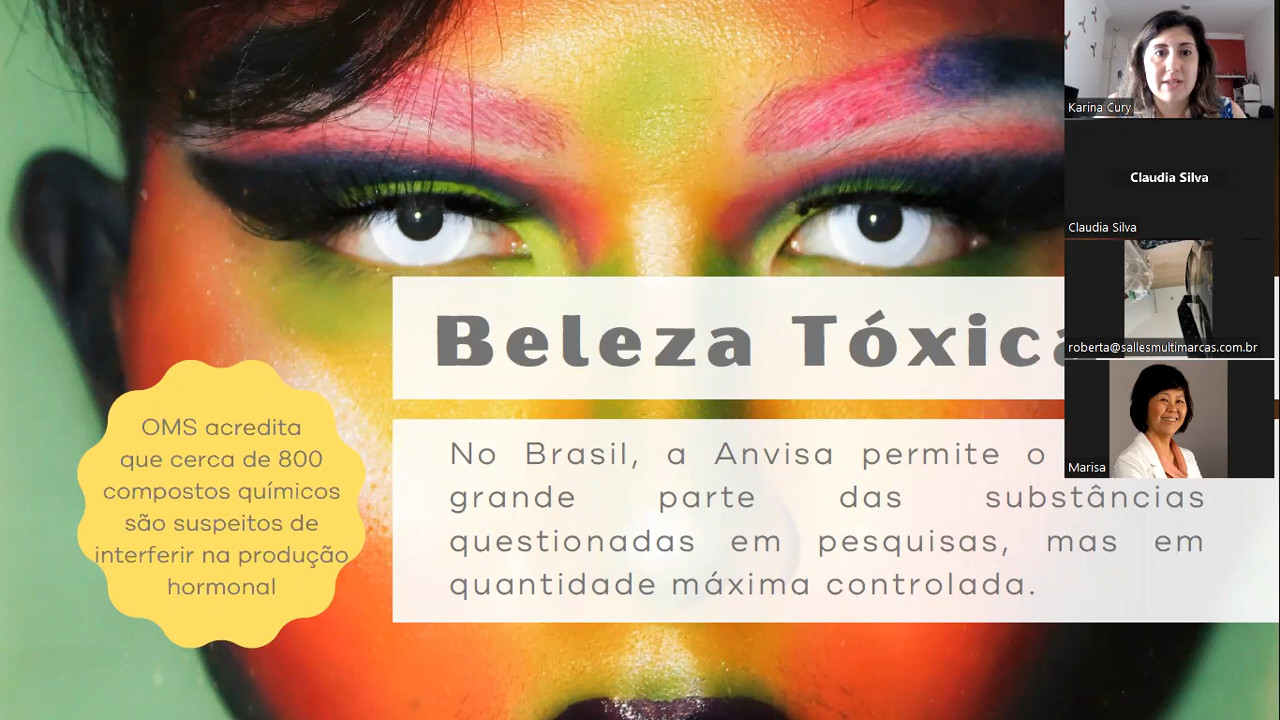 Beleza Tóxica
No Brasil, a Anvisa permite o
grande parte das substâncias
questionadas em pesquisas, mas em
quantidade máxima controlada.
OMS acredita
que cerca de 800
compostos químicos
são suspeitos de
interferir na produção
hormonal
Karina Cury
Claudia Silva
Claudia Silva
roberta@sallesmultimarcas.com.br
Marisa